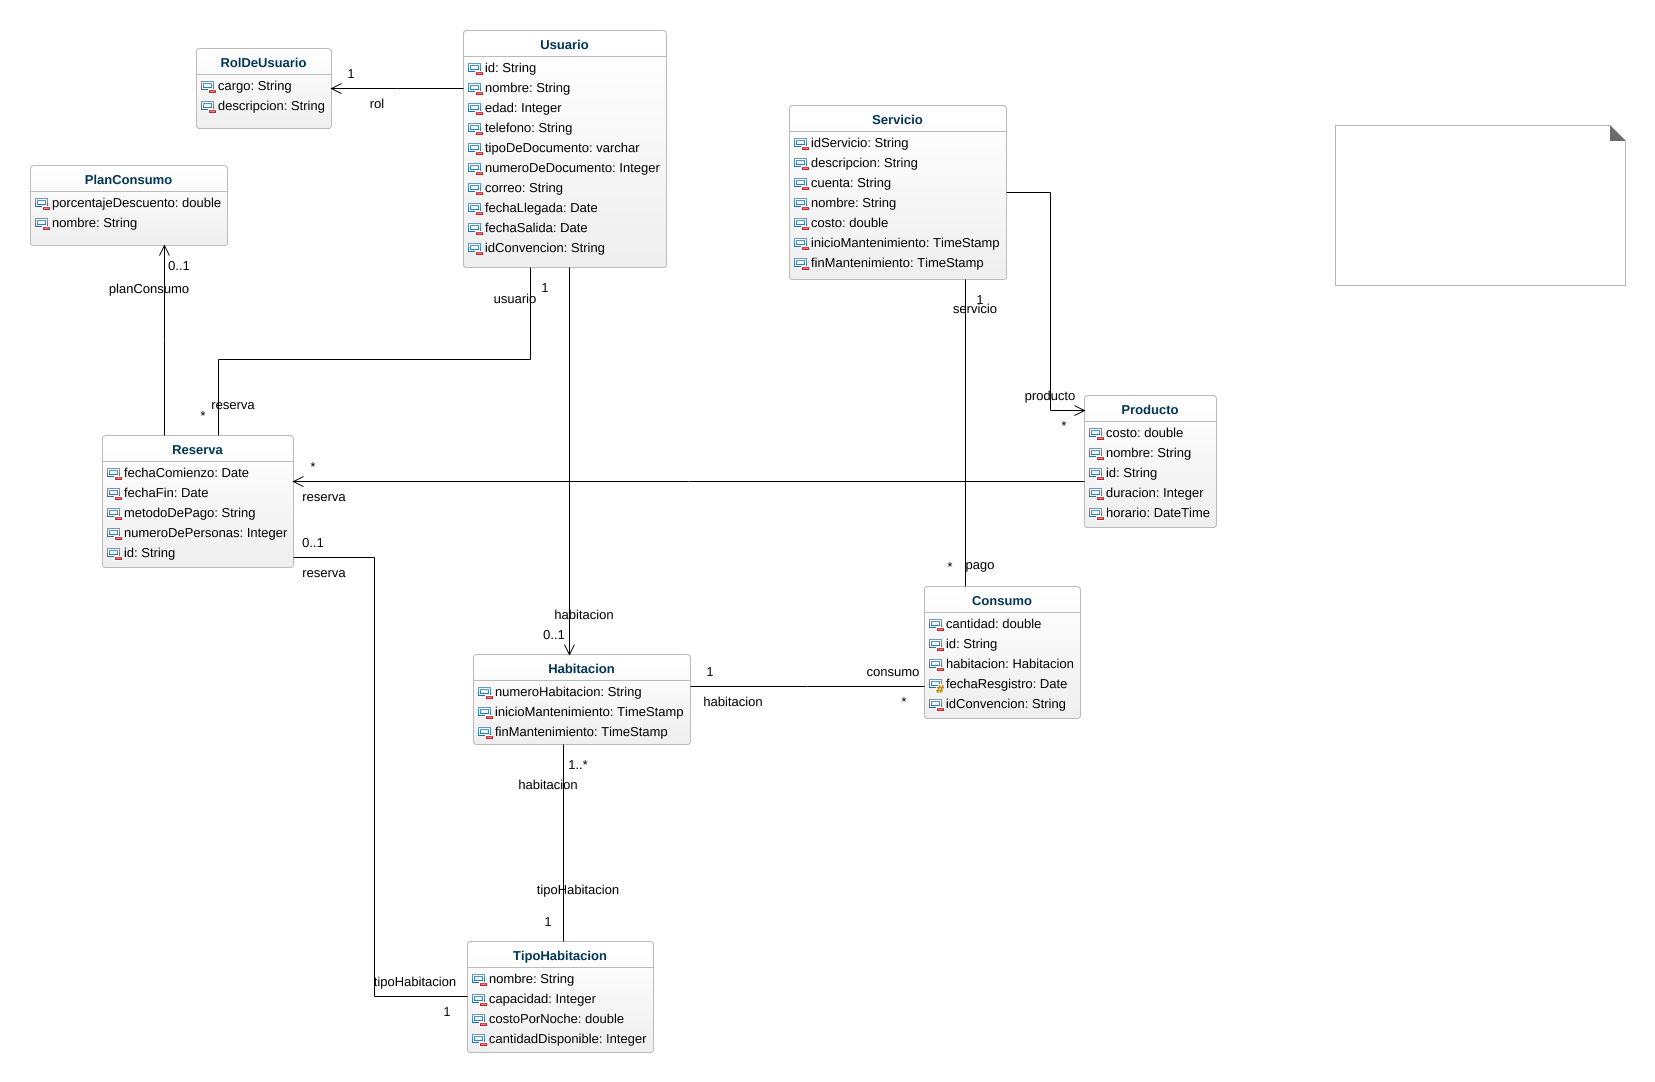 RolDeUsuario
cargo: String
descripcion: String
1
rol
Usuario
id: String
nombre: String
edad: Integer
telefono: String
tipoDeDocumento: varchar
numeroDeDocumento: Integer
correo: String
fechaLlegada: Date
fechaSalida: Date
idConvencion: String
Servicio
idServicio: String
descripcion: String
cuenta: String
nombre: String
costo: double
inicioMantenimiento: TimeStamp
finMantenimiento: TimeStamp
PlanConsumo
porcentajeDescuento: double
nombre: String
0..1
planConsumo
usuario
1
1
servicio
reserva
*
producto
*
Producto
costo: double
nombre: String
id: String
duracion: Integer
horario: DateTime
Reserva
fechaComienzo: Date
fechaFin: Date
metodoDePago: String
numeroDePersonas: Integer
id: String
*
reserva
0..1
reserva
habitacion
0..1
* pago
Consumo
cantidad: double
id: String
habitacion: Habitacion
fechaResgistro: Date
idConvencion: String
Habitacion
numeroHabitacion: String
inicioMantenimiento: TimeStamp
finMantenimiento: TimeStamp
1
habitacion
consumo
*
1..*
habitacion
tipoHabitacion
1
tipoHabitacion
1
TipoHabitacion
nombre: String
capacidad: Integer
costoPorNoche: double
cantidadDisponible: Integer